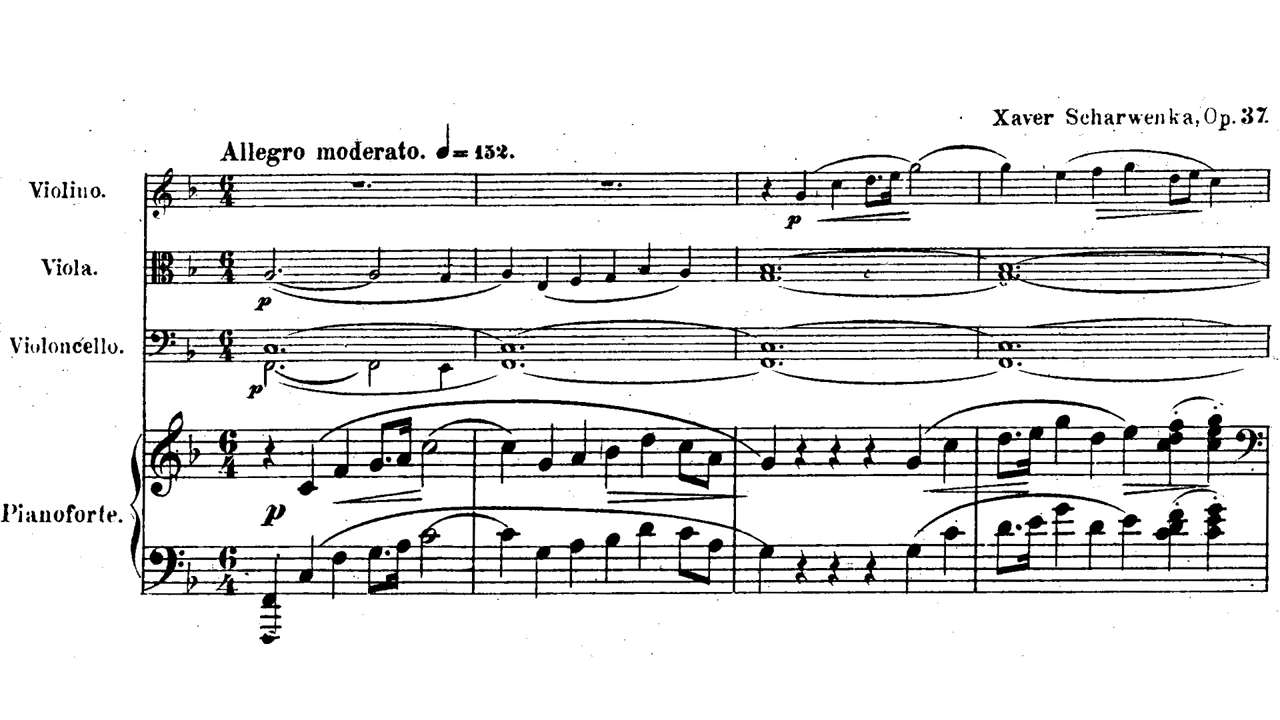 Xaver Scharwenka, Op. 37.
Allegro moderato. ♩= 152.
Violino.
p
Viola.
p
Violoncello.
p
Pianoforte.
p